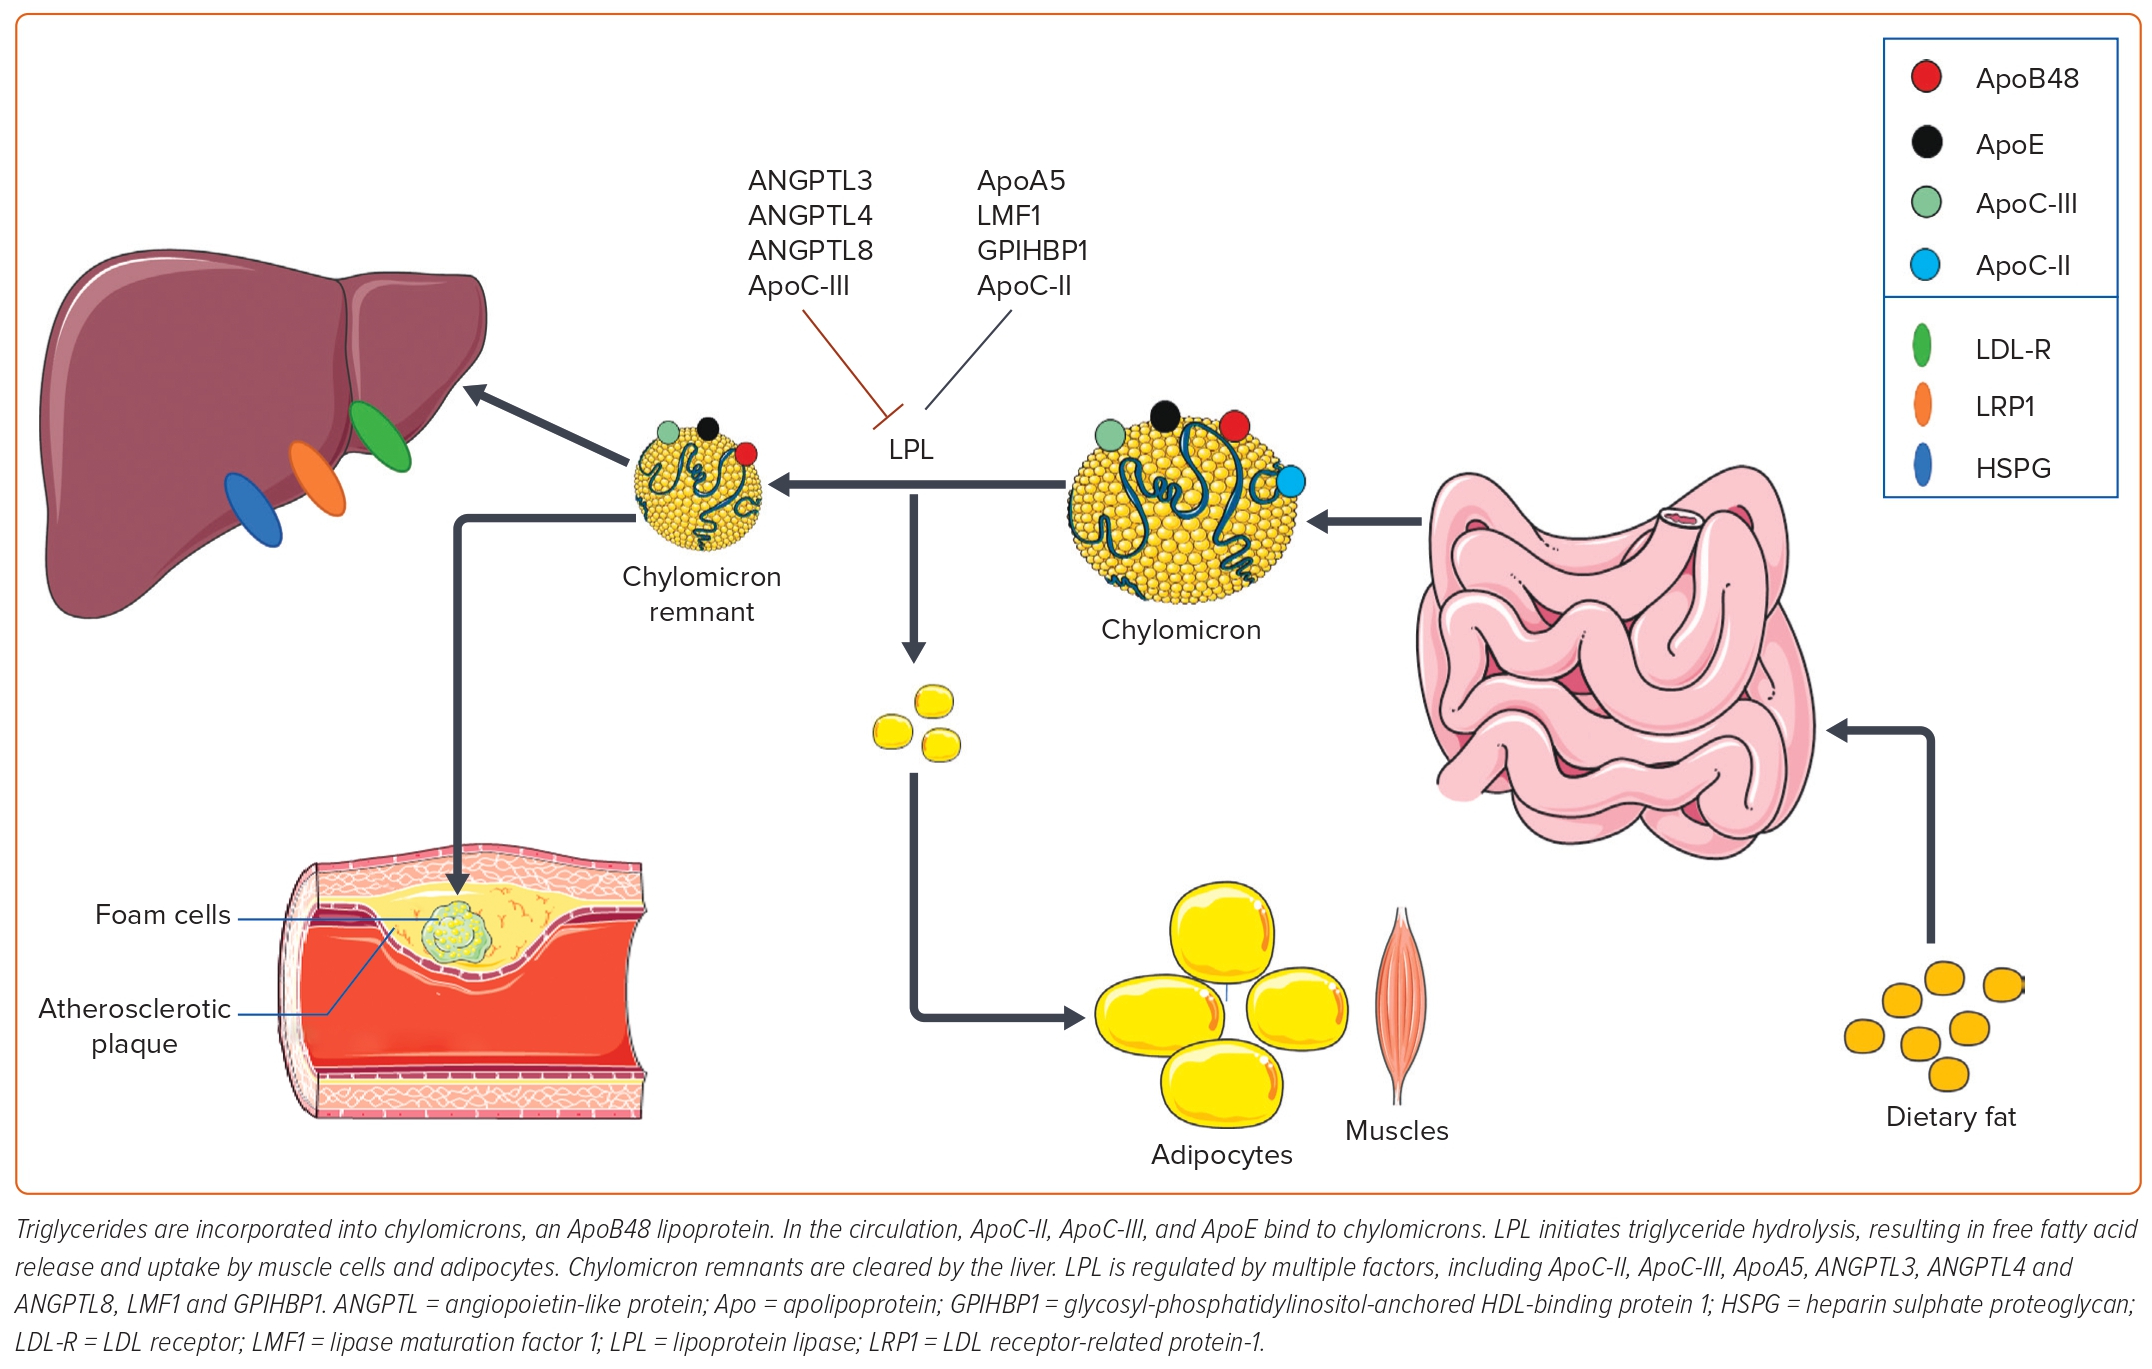 ApoB48
ApoE
ApoC-III
ApoC-II
LDL-R
LRP1
HSPG
ANGPTL3
ANGPTL4
ANGPTL8
ApoC-III
ApoA5
LMF1
GPIHBP1
ApoC-II
LPL
Chylomicron
remnant
Chylomicron
Foam cells
Atherosclerotic
plaque
Adipocytes
Muscles
Dietary fat
Triglycerides are incorporated into chylomicrons, an ApoB48 lipoprotein. In the circulation, ApoC-II, ApoC-III, and ApoE bind to chylomicrons. LPL initiates triglyceride hydrolysis, resulting in free fatty acid
release and uptake by muscle cells and adipocytes. Chylomicron remnants are cleared by the liver. LPL is regulated by multiple factors, including ApoC-II, ApoC-III, ApoA5, ANGPTL3, ANGPTL4 and
ANGPTL8, LMF1 and GPIHBP1. ANGPTL = angiopoietin-like protein; Apo = apolipoprotein; GPIHBP1 = glycosyl-phosphatidylinositol-anchored HDL-binding protein 1; HSPG = heparin sulphate proteoglycan;
LDL-R = LDL receptor; LMF1 = lipase maturation factor 1; LPL = lipoprotein lipase; LRP1 = LDL receptor-related protein-1.